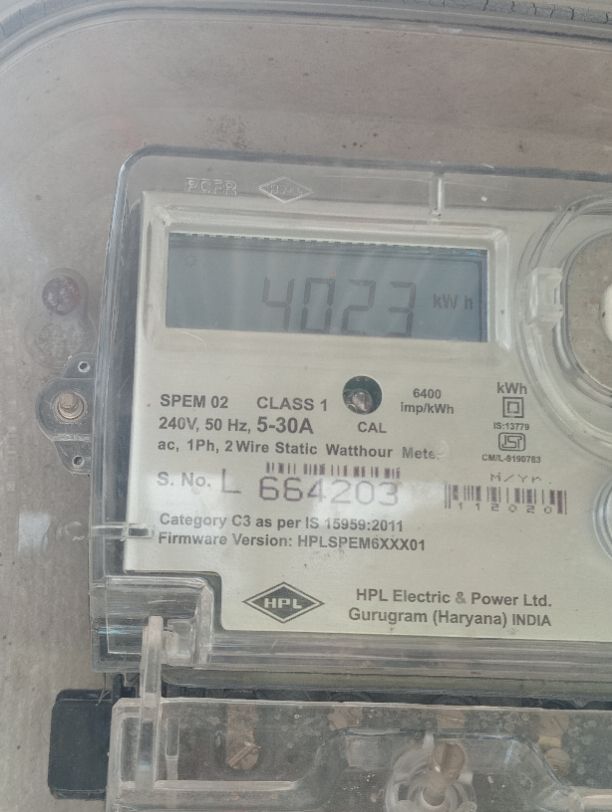 4023 kWh
SPEM 02 CLASS 1
6400 imp/kWh
kWh
240V, 50 Hz, 5-30A
CAL
IS:13779
ac, 1Ph, 2 Wire Static Watthour Mete
CM/L-9190783
S. No. L 664203
M/Yr.
112020
Category C3 as per IS 15959:2011
Firmware Version: HPLSPEM6XXX01
HPL
HPL Electric & Power Ltd.
Gurugram (Haryana) INDIA